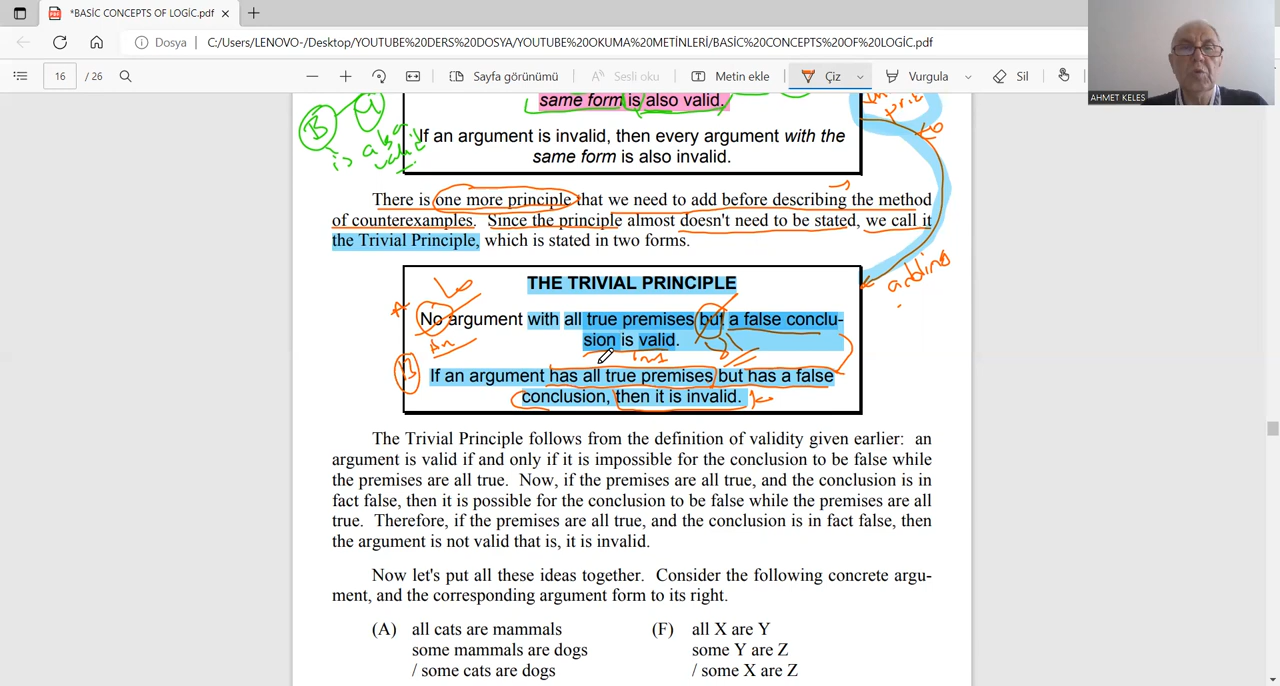 *BASİC CONCEPTS OF LOGİC.pdf
Dosya
C:/Users/LENOVO-/Desktop/YOUTUBE%20DERS%20DOSYA/YOUTUBE%20OKUMA%20METİNLERİ/BASİC%20CONCEPTS%20OF%20LOGİC.pdf
16 / 26
Sayfa görünümü
Sesli oku
Metin ekle
Çiz
Vurgula
Sil
AHMET KELES
same form is also valid.
B
is also
valid
If an argument is invalid, then every argument with the
same form is also invalid.
There is one more principle that we need to add before describing the method
of counterexamples. Since the principle almost doesn't need to be stated, we call it
the Trivial Principle, which is stated in two forms.
adding
THE TRIVIAL PRINCIPLE
A
No argument with all true premises but a false conclu-
sion is valid.
An
B
If an argument has all true premises but has a false
conclusion, then it is invalid.
The Trivial Principle follows from the definition of validity given earlier: an
argument is valid if and only if it is impossible for the conclusion to be false while
the premises are all true. Now, if the premises are all true, and the conclusion is in
fact false, then it is possible for the conclusion to be false while the premises are all
true. Therefore, if the premises are all true, and the conclusion is in fact false, then
the argument is not valid that is, it is invalid.
Now let's put all these ideas together. Consider the following concrete argu-
ment, and the corresponding argument form to its right.
(A) all cats are mammals (F) all X are Y
some mammals are dogs some Y are Z
/ some cats are dogs / some X are Z